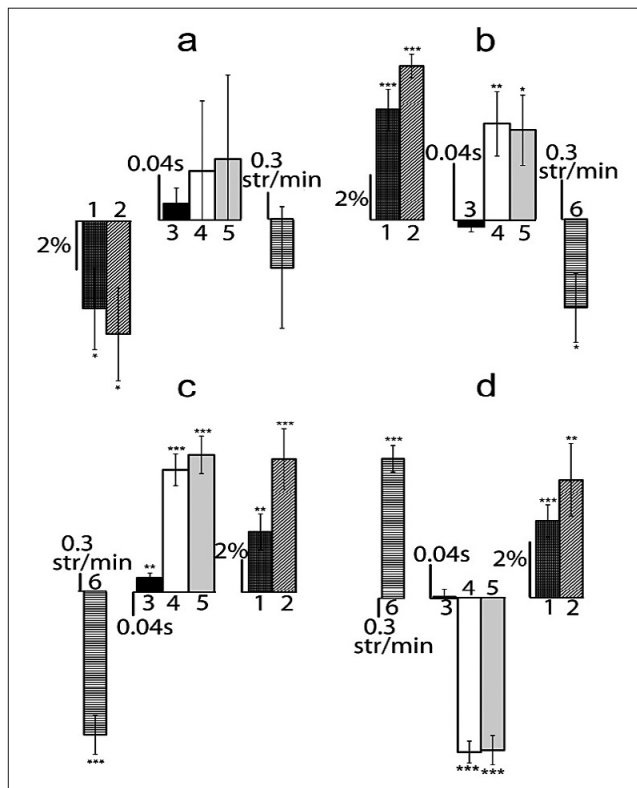 a
0.04s
0.3
str/min
1 2
2%
3 4 5
*
*
b
*** ***
** *
0.04s
0.3
str/min
2%
3
6
1 2
4 5
*
c
*** ***
***
**
**
0.3
str/min
6
2%
3 4 5
1 2
0.04s
***
d
***
**
***
0.04s
2%
4 5
6
3
1 2
0.3
str/min
*** ***